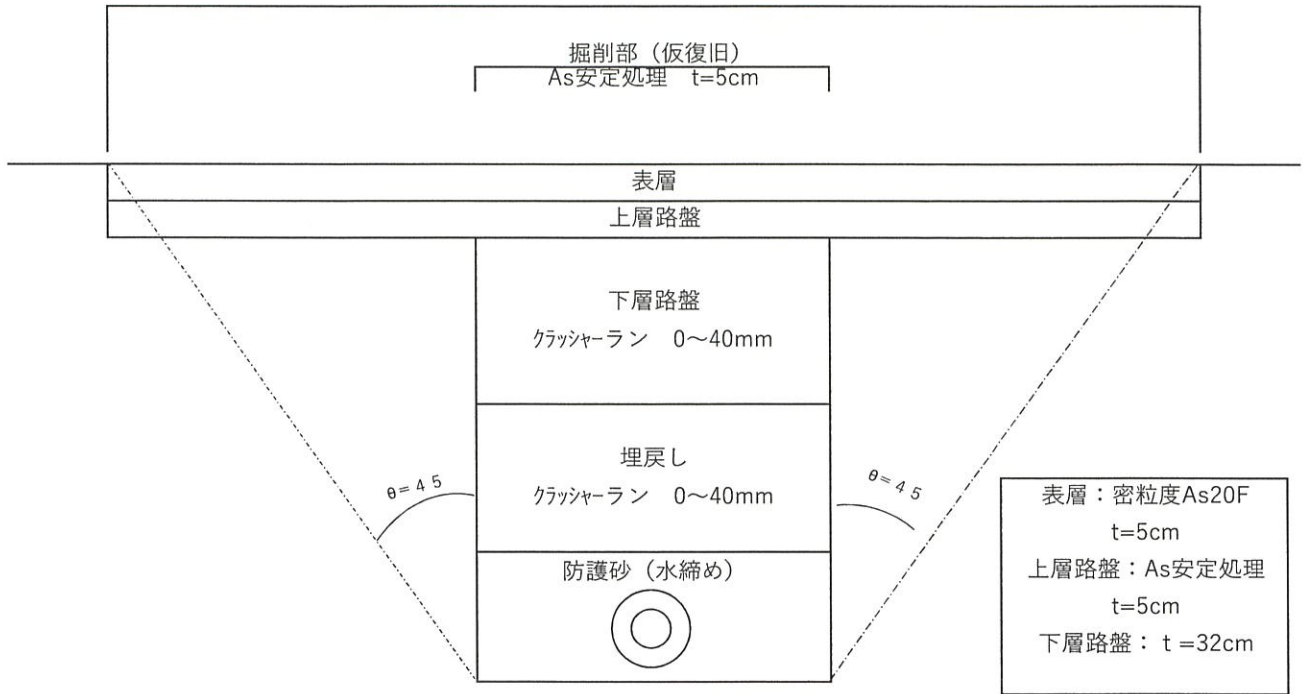 掘削部（仮復旧）
As安定処理　t=5cm
表層
上層路盤
下層路盤
ｸﾗｯｼｬｰラン　0～40mm
埋戻し
ｸﾗｯｼｬｰラン　0～40mm
θ=４５
θ=４５
防護砂（水締め）
表層：密粒度As20F
t=5cm
上層路盤：As安定処理
t=5cm
下層路盤：ｔ=32cm